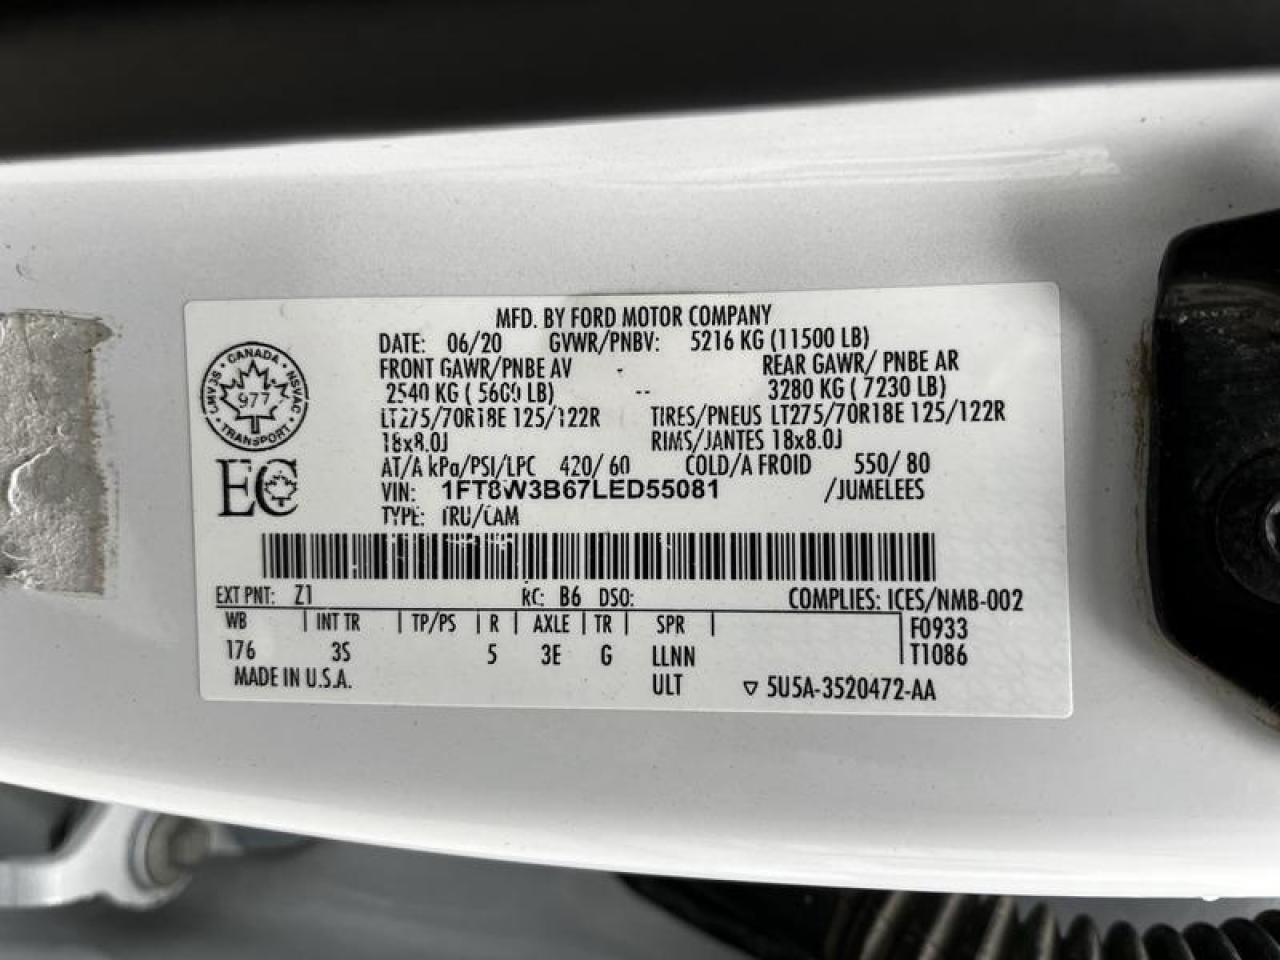 MFD. BY FORD MOTOR COMPANY
DATE: 06/20 GVWR/PNBV: 5216 KG (11500 LB)
FRONT GAWR/PNBE AV REAR GAWR/ PNBE AR
2540 KG ( 5600 LB) -- 3280 KG ( 7230 LB)
LT275/70R18E 125/122R TIRES/PNEUS LT275/70R18E 125/122R
18x8.0J RIMS/JANTES 18x8.0J
AT/A kPa/PSI/LPC 420/ 60 COLD/A FROID 550/ 80
VIN: 1FT8W3B67LED55081 /JUMELEES
TYPE: TRU/CAM
CANADA
LMVSS 977 NSVAC
TRANSPORT
EC
EXT PNT: Z1 RC: B6 DSO: COMPLIES: ICES/NMB-002
WB | INT TR | TP/PS | R | AXLE | TR | SPR | F0933
176 3S 5 3E G LLNN T1086
MADE IN U.S.A. ULT ▽ 5U5A-3520472-AA